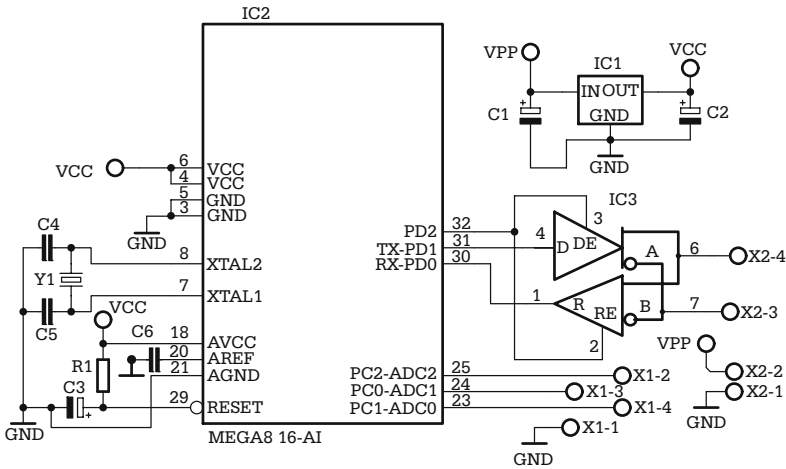 IC2
VPP
VCC
IC1
IN OUT
GND
C1
C2
+
+
GND
VCC
6
VCC
4
VCC
5
GND
3
GND
GND
C4
8
XTAL2
Y1
7
XTAL1
C5
VCC
C6
18
AVCC
20
AREF
21
AGND
R1
C3
+
29
RESET
GND
MEGA8 16-AI
PD2
32
TX-PD1
31
RX-PD0
30
IC3
3
4
D
DE
A
6
X2-4
1
R
RE
B
7
X2-3
2
VPP
X2-2
X2-1
GND
PC2-ADC2
25
X1-2
PC0-ADC1
24
X1-3
PC1-ADC0
23
X1-4
X1-1
GND